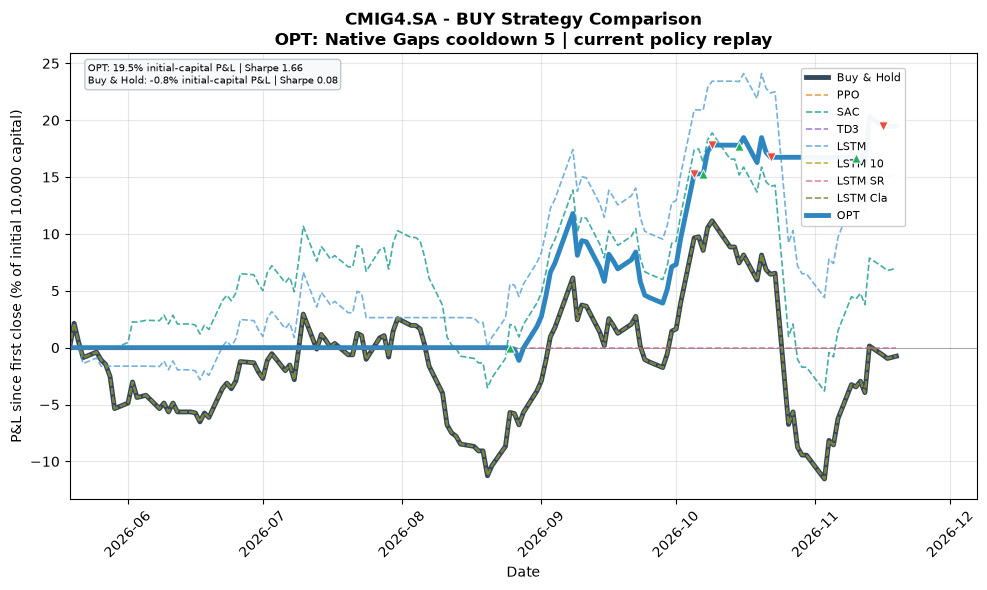 CMIG4.SA - BUY Strategy Comparison
OPT: Native Gaps cooldown 5 | current policy replay
OPT: 19.5% initial-capital P&L | Sharpe 1.66
Buy & Hold: -0.8% initial-capital P&L | Sharpe 0.08
Buy & Hold
PPO
SAC
TD3
LSTM
LSTM 10
LSTM SR
LSTM Cla
OPT
P&L since first close (% of initial 10,000 capital)
25
20
15
10
5
0
−5
−10
2026-06
2026-07
2026-08
2026-09
2026-10
2026-11
2026-12
Date